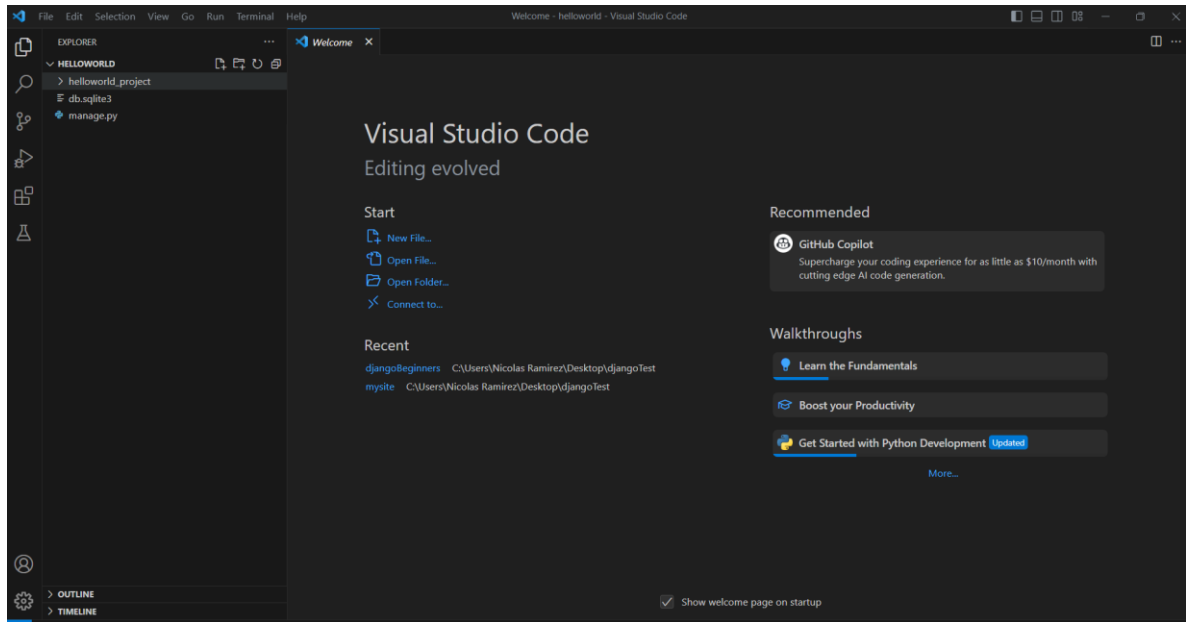 File Edit Selection View Go Run Terminal Help
Welcome - helloworld - Visual Studio Code
EXPLORER
HELLOWORLD
helloworld_project
db.sqlite3
manage.py
OUTLINE
TIMELINE
Welcome
Visual Studio Code
Editing evolved
Start
New File...
Open File...
Open Folder...
Connect to...
Recent
djangoBeginners C:\Users\Nicolas Ramirez\Desktop\djangoTest
mysite C:\Users\Nicolas Ramirez\Desktop\djangoTest
Recommended
GitHub Copilot
Supercharge your coding experience for as little as $10/month with
cutting edge AI code generation.
Walkthroughs
Learn the Fundamentals
Boost your Productivity
Get Started with Python Development Updated
More...
Show welcome page on startup